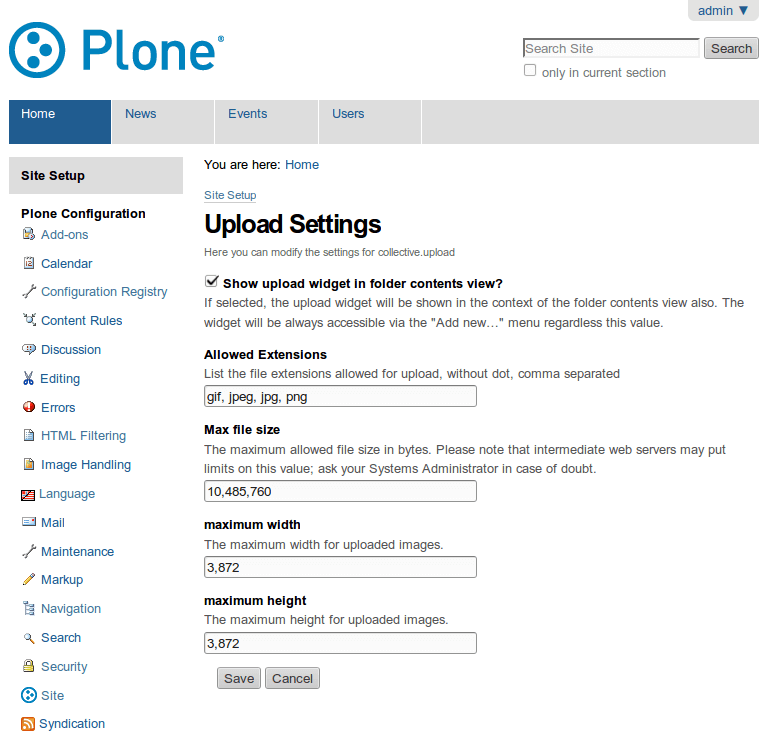 admin ▼
Plone®
Search Site
Search
only in current section
Home
News
Events
Users
Site Setup
Plone Configuration
Add-ons
Calendar
Configuration Registry
Content Rules
Discussion
Editing
Errors
HTML Filtering
Image Handling
Language
Mail
Maintenance
Markup
Navigation
Search
Security
Site
Syndication
You are here: Home
Site Setup
Upload Settings
Here you can modify the settings for collective.upload
Show upload widget in folder contents view?
If selected, the upload widget will be shown in the context of the folder contents view also. The
widget will be always accessible via the "Add new…" menu regardless this value.
Allowed Extensions
List the file extensions allowed for upload, without dot, comma separated
gif, jpeg, jpg, png
Max file size
The maximum allowed file size in bytes. Please note that intermediate web servers may put
limits on this value; ask your Systems Administrator in case of doubt.
10,485,760
maximum width
The maximum width for uploaded images.
3,872
maximum height
The maximum height for uploaded images.
3,872
Save
Cancel